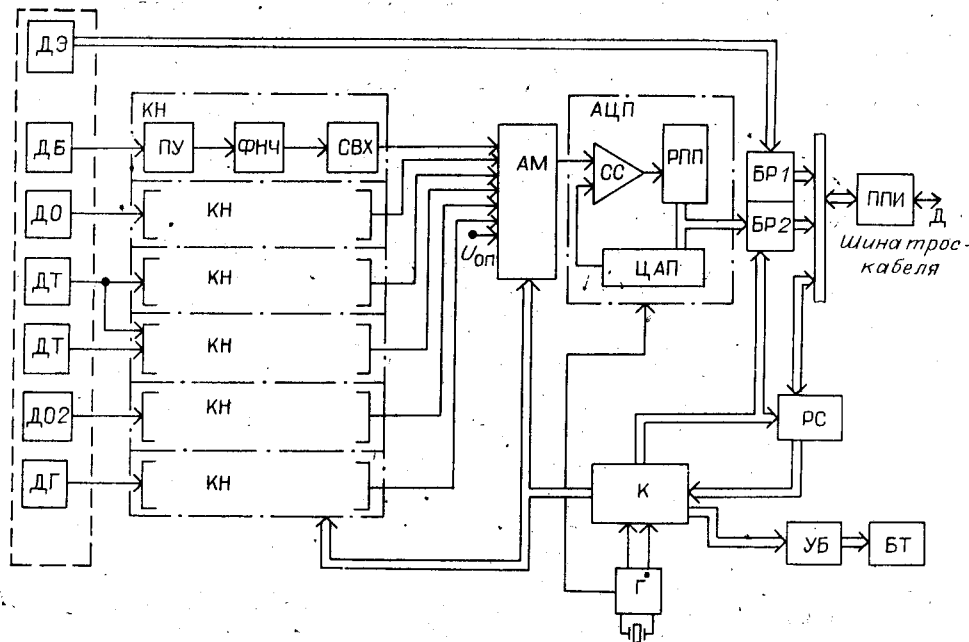 ДЭ
КН
АЦП
ДБ
ПУ
ФНЧ
СВХ
АМ
СС
РПП
БР1
ППИ
Д
ДО
КН
БР2
Шина трос-
кабеля
Uоп
ЦАП
ДТ
КН
ДТ
КН
ДО2
КН
РС
ДГ
КН
К
УБ
БТ
Г